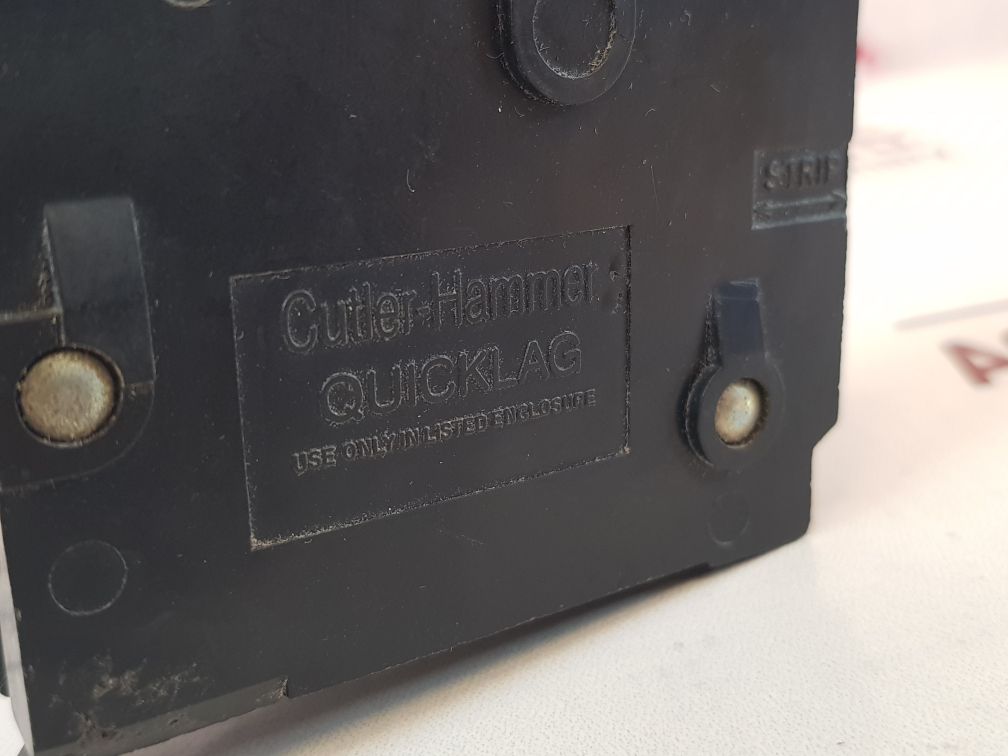 STRIP
Cutler-Hammer
QUICKLAG
USE ONLY IN LISTED ENCLOSURE